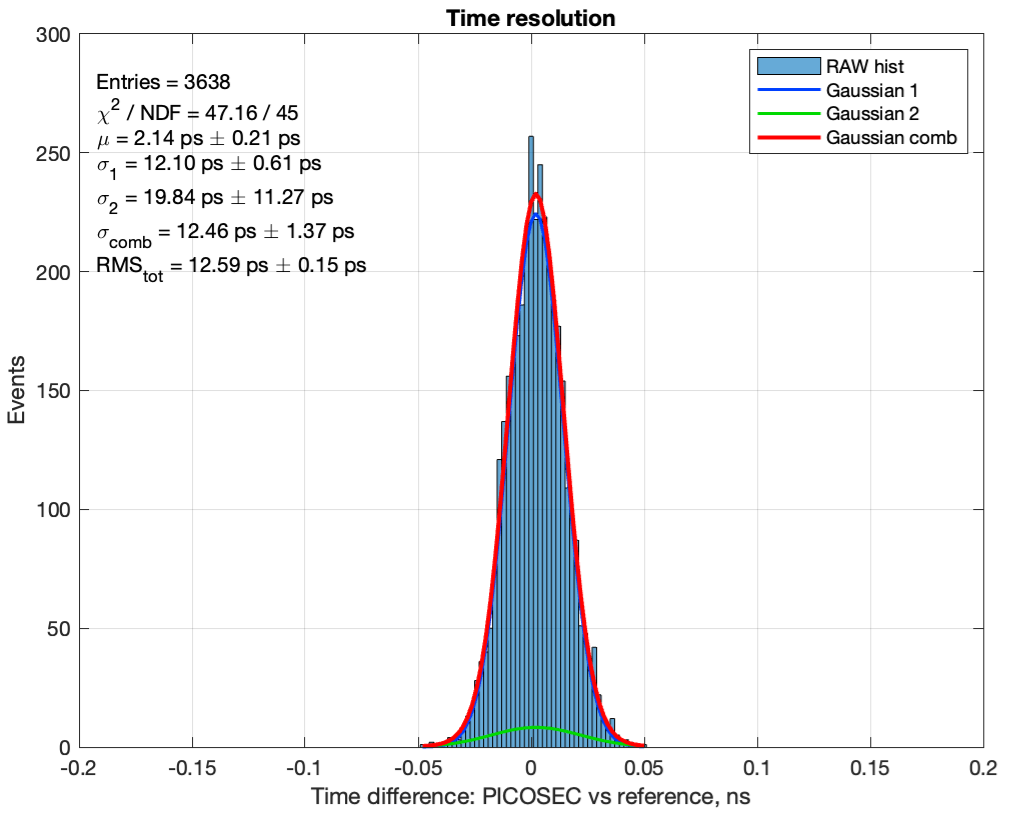 Time resolution
Entries = 3638
χ² / NDF = 47.16 / 45
μ = 2.14 ps ± 0.21 ps
σ₁ = 12.10 ps ± 0.61 ps
σ₂ = 19.84 ps ± 11.27 ps
σcomb = 12.46 ps ± 1.37 ps
RMStot = 12.59 ps ± 0.15 ps
RAW hist
Gaussian 1
Gaussian 2
Gaussian comb
300
250
200
150
100
50
0
Events
-0.2 -0.15 -0.1 -0.05 0 0.05 0.1 0.15 0.2
Time difference: PICOSEC vs reference, ns